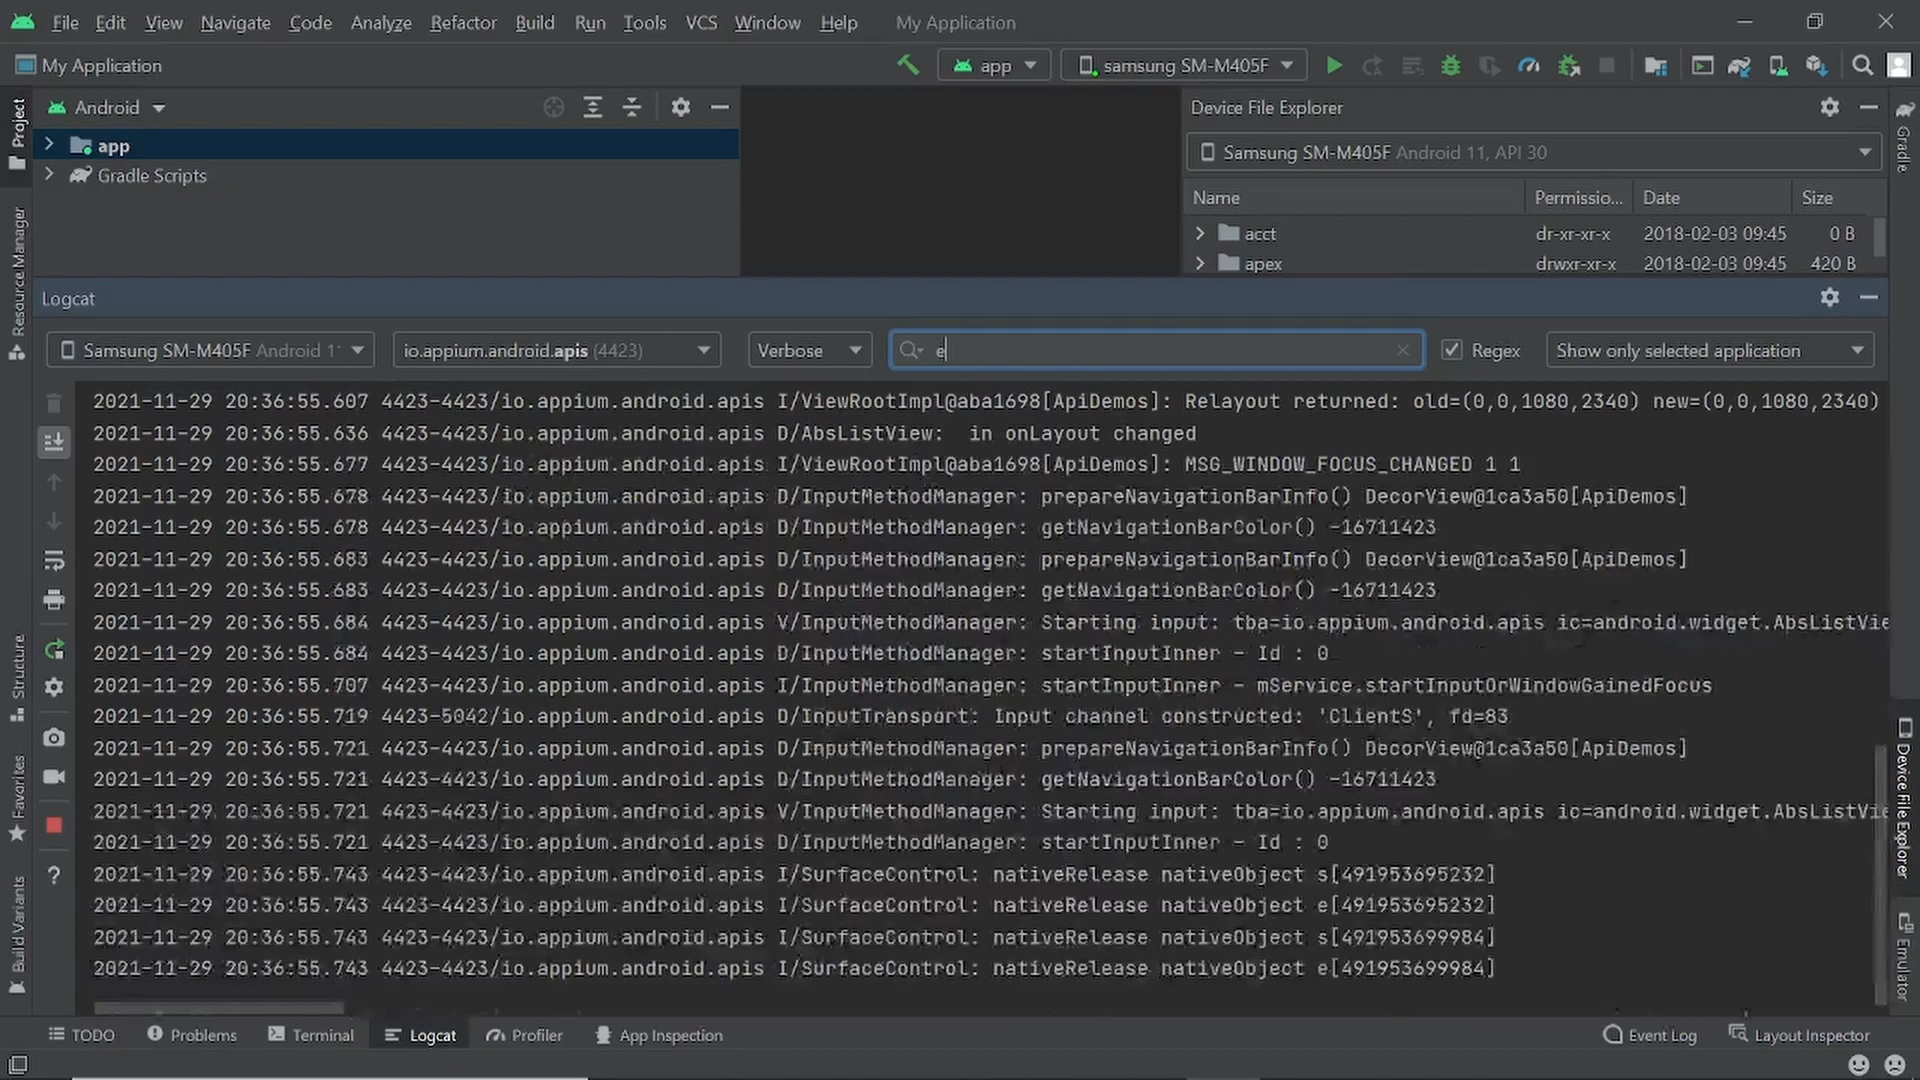 File Edit View Navigate Code Analyze Refactor Build Run Tools VCS Window Help My Application
My Application app samsung SM-M405F
Android
app
Gradle Scripts
Device File Explorer
Samsung SM-M405F Android 11, API 30
Name Permissio... Date Size
acct dr-xr-xr-x 2018-02-03 09:45 0 B
apex drwxr-xr-x 2018-02-03 09:45 420 B
Project
Resource Manager
Structure
Favorites
Build Variants
Gradle
Device File Explorer
Emulator
Logcat
Samsung SM-M405F Android 1 io.appium.android.apis (4423) Verbose e Regex Show only selected application
2021-11-29 20:36:55.607 4423-4423/io.appium.android.apis I/ViewRootImpl@aba1698[ApiDemos]: Relayout returned: old=(0,0,1080,2340) new=(0,0,1080,2340)
2021-11-29 20:36:55.636 4423-4423/io.appium.android.apis D/AbsListView:  in onLayout changed
2021-11-29 20:36:55.677 4423-4423/io.appium.android.apis I/ViewRootImpl@aba1698[ApiDemos]: MSG_WINDOW_FOCUS_CHANGED 1 1
2021-11-29 20:36:55.678 4423-4423/io.appium.android.apis D/InputMethodManager: prepareNavigationBarInfo() DecorView@1ca3a50[ApiDemos]
2021-11-29 20:36:55.678 4423-4423/io.appium.android.apis D/InputMethodManager: getNavigationBarColor() -16711423
2021-11-29 20:36:55.683 4423-4423/io.appium.android.apis D/InputMethodManager: prepareNavigationBarInfo() DecorView@1ca3a50[ApiDemos]
2021-11-29 20:36:55.683 4423-4423/io.appium.android.apis D/InputMethodManager: getNavigationBarColor() -16711423
2021-11-29 20:36:55.684 4423-4423/io.appium.android.apis V/InputMethodManager: Starting input: tba=io.appium.android.apis ic=android.widget.AbsListVie
2021-11-29 20:36:55.684 4423-4423/io.appium.android.apis D/InputMethodManager: startInputInner - Id : 0
2021-11-29 20:36:55.707 4423-4423/io.appium.android.apis I/InputMethodManager: startInputInner - mService.startInputOrWindowGainedFocus
2021-11-29 20:36:55.719 4423-5042/io.appium.android.apis D/InputTransport: Input channel constructed: 'ClientS', fd=83
2021-11-29 20:36:55.721 4423-4423/io.appium.android.apis D/InputMethodManager: prepareNavigationBarInfo() DecorView@1ca3a50[ApiDemos]
2021-11-29 20:36:55.721 4423-4423/io.appium.android.apis D/InputMethodManager: getNavigationBarColor() -16711423
2021-11-29 20:36:55.721 4423-4423/io.appium.android.apis V/InputMethodManager: Starting input: tba=io.appium.android.apis ic=android.widget.AbsListVie
2021-11-29 20:36:55.721 4423-4423/io.appium.android.apis D/InputMethodManager: startInputInner - Id : 0
2021-11-29 20:36:55.743 4423-4423/io.appium.android.apis I/SurfaceControl: nativeRelease nativeObject s[491953695232]
2021-11-29 20:36:55.743 4423-4423/io.appium.android.apis I/SurfaceControl: nativeRelease nativeObject e[491953695232]
2021-11-29 20:36:55.743 4423-4423/io.appium.android.apis I/SurfaceControl: nativeRelease nativeObject s[491953699984]
2021-11-29 20:36:55.743 4423-4423/io.appium.android.apis I/SurfaceControl: nativeRelease nativeObject e[491953699984]
TODO Problems Terminal Logcat Profiler App Inspection Event Log Layout Inspector